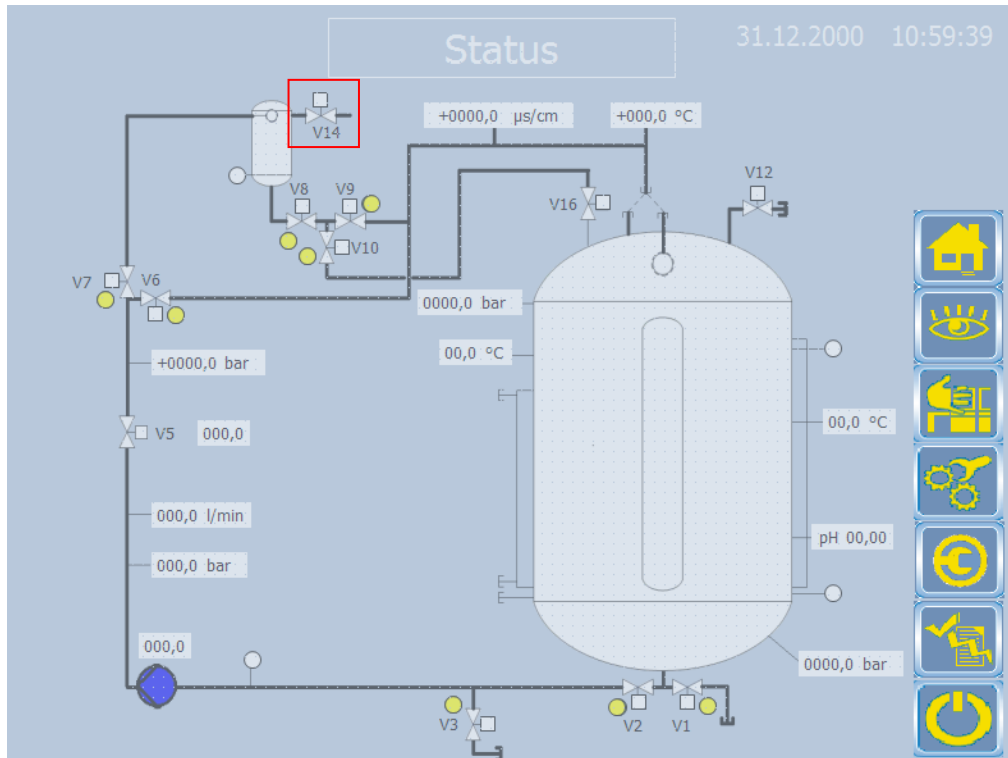 Status
31.12.2000 10:59:39
V14
+0000,0 µs/cm
+000,0 °C
V12
V8
V9
V16
V10
V7
V6
0000,0 bar
00,0 °C
+0000,0 bar
V5 000,0
00,0 °C
000,0 l/min
pH 00,00
000,0 bar
000,0
0000,0 bar
V3
V2
V1